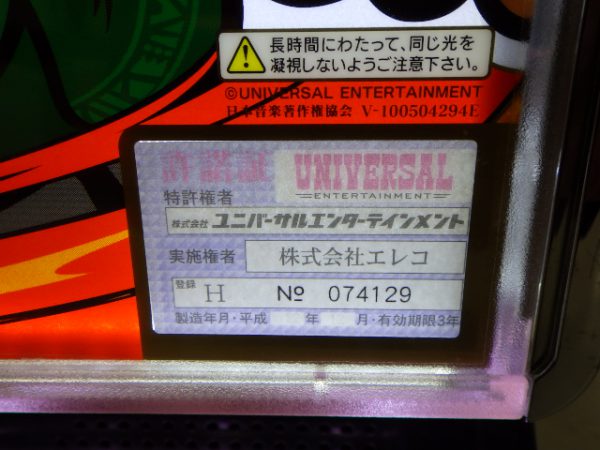 長時間にわたって、同じ光を
凝視しないようご注意下さい。
©UNIVERSAL ENTERTAINMENT
日本音楽著作権協会 V-100504294E
許諾証
UNIVERSAL
ENTERTAINMENT
特許権者
株式会社 ユニバーサルエンターテインメント
実施権者 株式会社エレコ
登録 H № 074129
製造年月・平成 年 月・有効期限3年